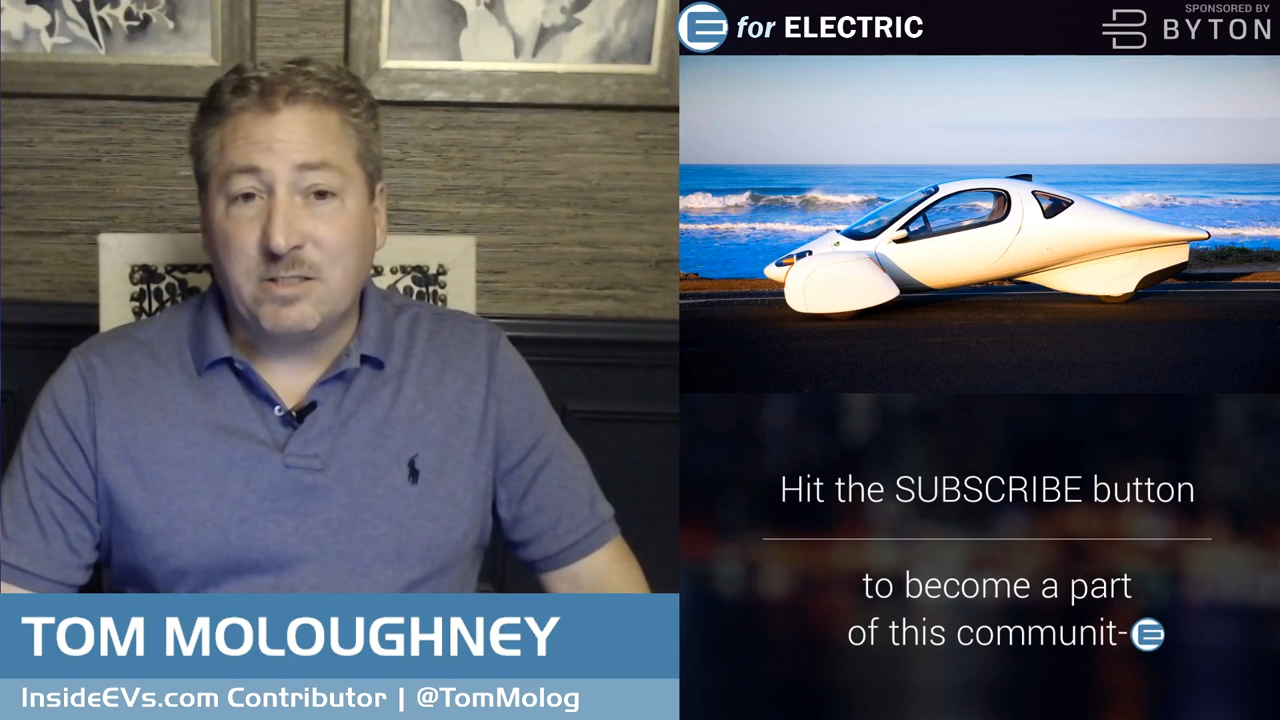 E for ELECTRIC
SPONSORED BY
BYTON
Hit the SUBSCRIBE button
to become a part
of this communit-E
TOM MOLOUGHNEY
InsideEVs.com Contributor | @TomMolog